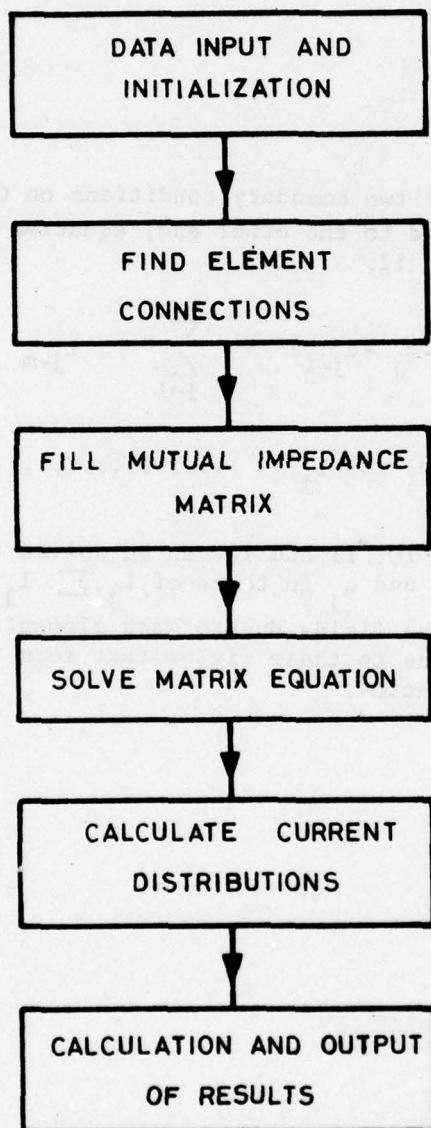 DATA INPUT AND
INITIALIZATION
FIND ELEMENT
CONNECTIONS
FILL MUTUAL IMPEDANCE
MATRIX
SOLVE MATRIX EQUATION
CALCULATE CURRENT
DISTRIBUTIONS
CALCULATION AND OUTPUT
OF RESULTS